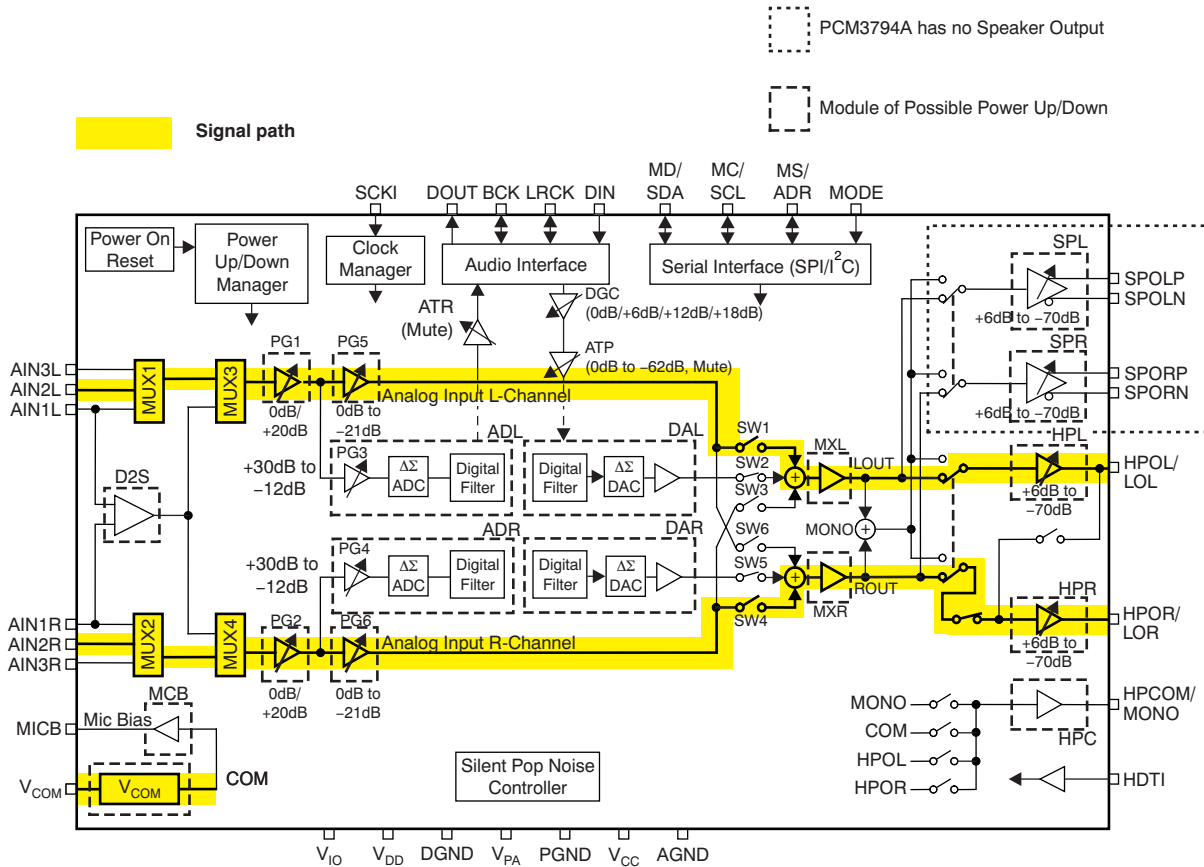 PCM3794A has no Speaker Output
Module of Possible Power Up/Down
Signal path
SCKI
DOUT
BCK
LRCK
DIN
MD/
SDA
MC/
SCL
MS/
ADR
MODE
Power On
Reset
Power
Up/Down
Manager
Clock
Manager
Audio Interface
Serial Interface (SPI/I²C)
ATR
(Mute)
DGC
(0dB/+6dB/+12dB/+18dB)
ATP
(0dB to −62dB, Mute)
SPL
+6dB to −70dB
SPOLP
SPOLN
SPR
+6dB to −70dB
SPORP
SPORN
AIN3L
AIN2L
AIN1L
MUX1
MUX3
PG1
0dB/
+20dB
PG5
0dB to
−21dB
Analog Input L-Channel
ADL
PG3
+30dB to
−12dB
ΔΣ
ADC
Digital
Filter
DAL
Digital
Filter
ΔΣ
DAC
SW1
SW2
SW3
SW6
SW5
SW4
MXL
LOUT
MONO
MXR
ROUT
HPL
+6dB to
−70dB
HPOL/
LOL
D2S
ADR
PG4
+30dB to
−12dB
ΔΣ
ADC
Digital
Filter
DAR
Digital
Filter
ΔΣ
DAC
AIN1R
AIN2R
AIN3R
MUX2
MUX4
PG2
0dB/
+20dB
PG6
0dB to
−21dB
Analog Input R-Channel
HPR
+6dB to
−70dB
HPOR/
LOR
MICB
Mic Bias
MCB
VCOM
VCOM
COM
Silent Pop Noise
Controller
MONO
COM
HPOL
HPOR
HPC
HPCOM/
MONO
HDTI
VIO
VDD
DGND
VPA
PGND
VCC
AGND